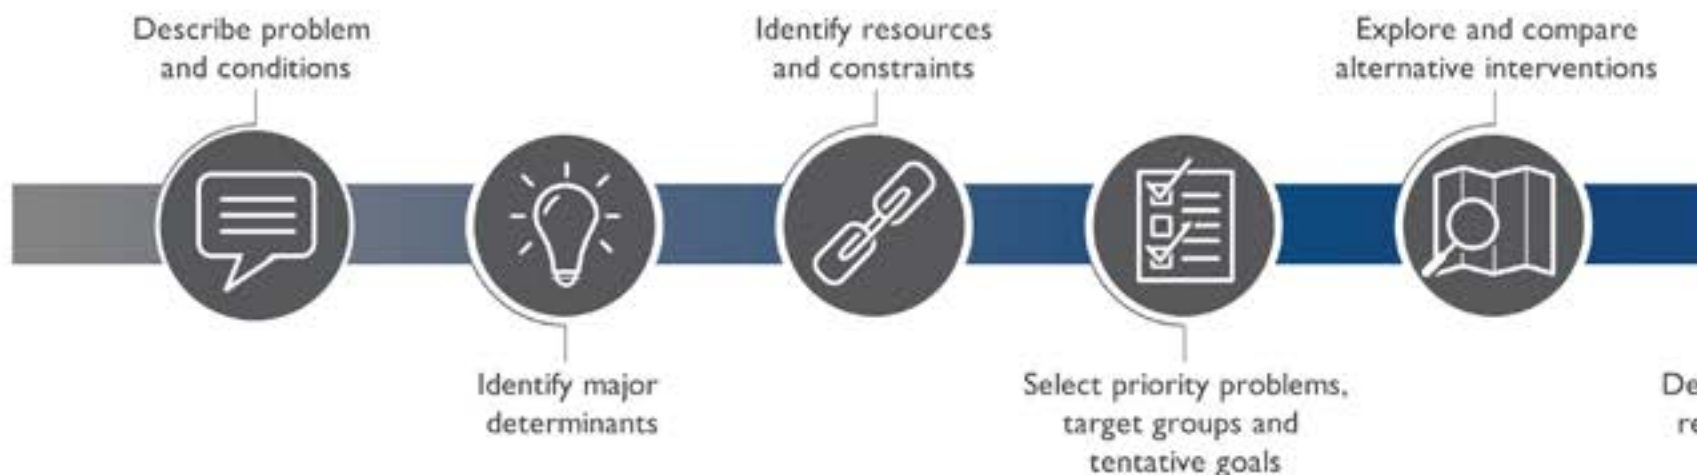 Describe problem
and conditions
Identify major
determinants
Identify resources
and constraints
Select priority problems,
target groups and
tentative goals
Explore and compare
alternative interventions